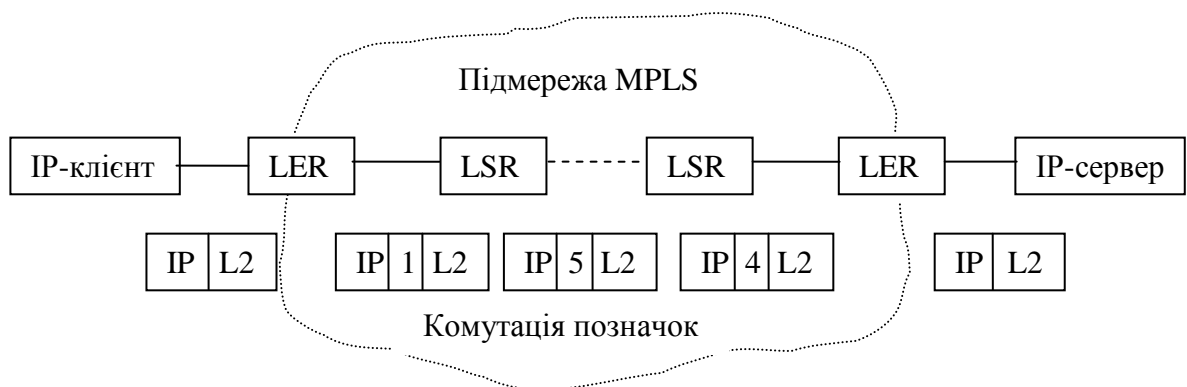 Підмережа MPLS
IP-клієнт LER LSR LSR LER IP-сервер
IP L2 IP 1 L2 IP 5 L2 IP 4 L2 IP L2
Комутація позначок